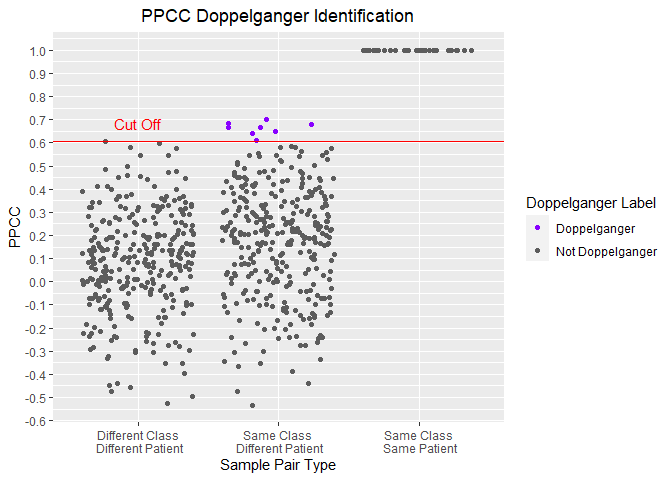 PPCC Doppelganger Identification
1.0
0.9
0.8
0.7
0.6
0.5
0.4
0.3
0.2
0.1
0.0
-0.1
-0.2
-0.3
-0.4
-0.5
-0.6
PPCC
Cut Off
Different Class
Different Patient
Same Class
Different Patient
Same Class
Same Patient
Sample Pair Type
Doppelganger Label
Doppelganger
Not Doppelganger